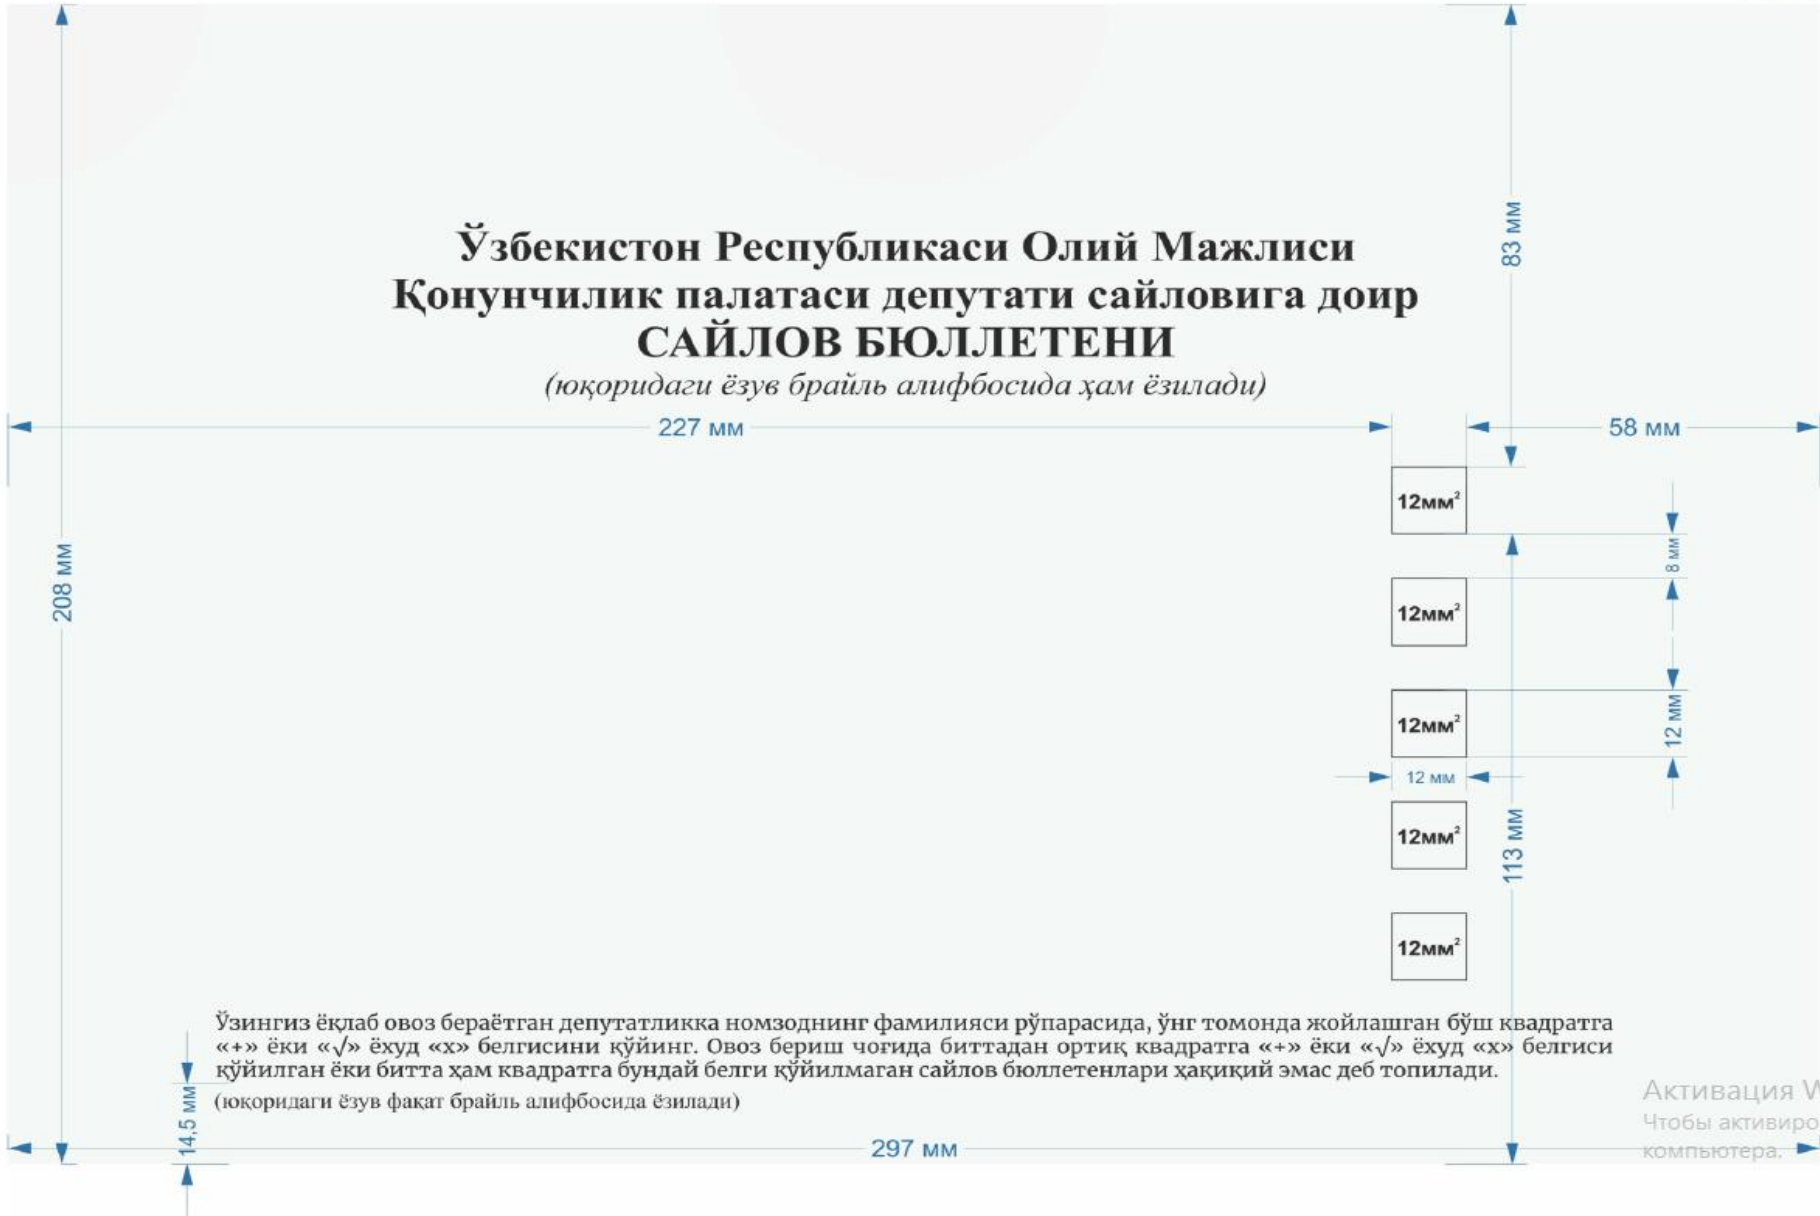 83 мм
Ўзбекистон Республикаси Олий Мажлиси
Қонунчилик палатаси депутати сайловига доир
САЙЛОВ БЮЛЛЕТЕНИ
(юқоридаги ёзув брайль алифбосида ҳам ёзилади)
227 мм
58 мм
12мм²
8 мм
208 мм
12мм²
12мм²
12 мм
12 мм
12мм²
113 мм
12мм²
Ўзингиз ёқлаб овоз бераётган депутатликка номзоднинг фамилияси рўпарасида, ўнг томонда жойлашган бўш квадратга
«+» ёки «√» ёхуд «х» белгисини қўйинг. Овоз бериш чоғида биттадан ортиқ квадратга «+» ёки «√» ёхуд «х» белгиси
қўйилган ёки битта ҳам квадратга бундай белги қўйилмаган сайлов бюллетенлари ҳақиқий эмас деб топилади.
(юқоридаги ёзув фақат брайль алифбосида ёзилади)
14,5 мм
297 мм
Активация W
Чтобы активиро
компьютера.